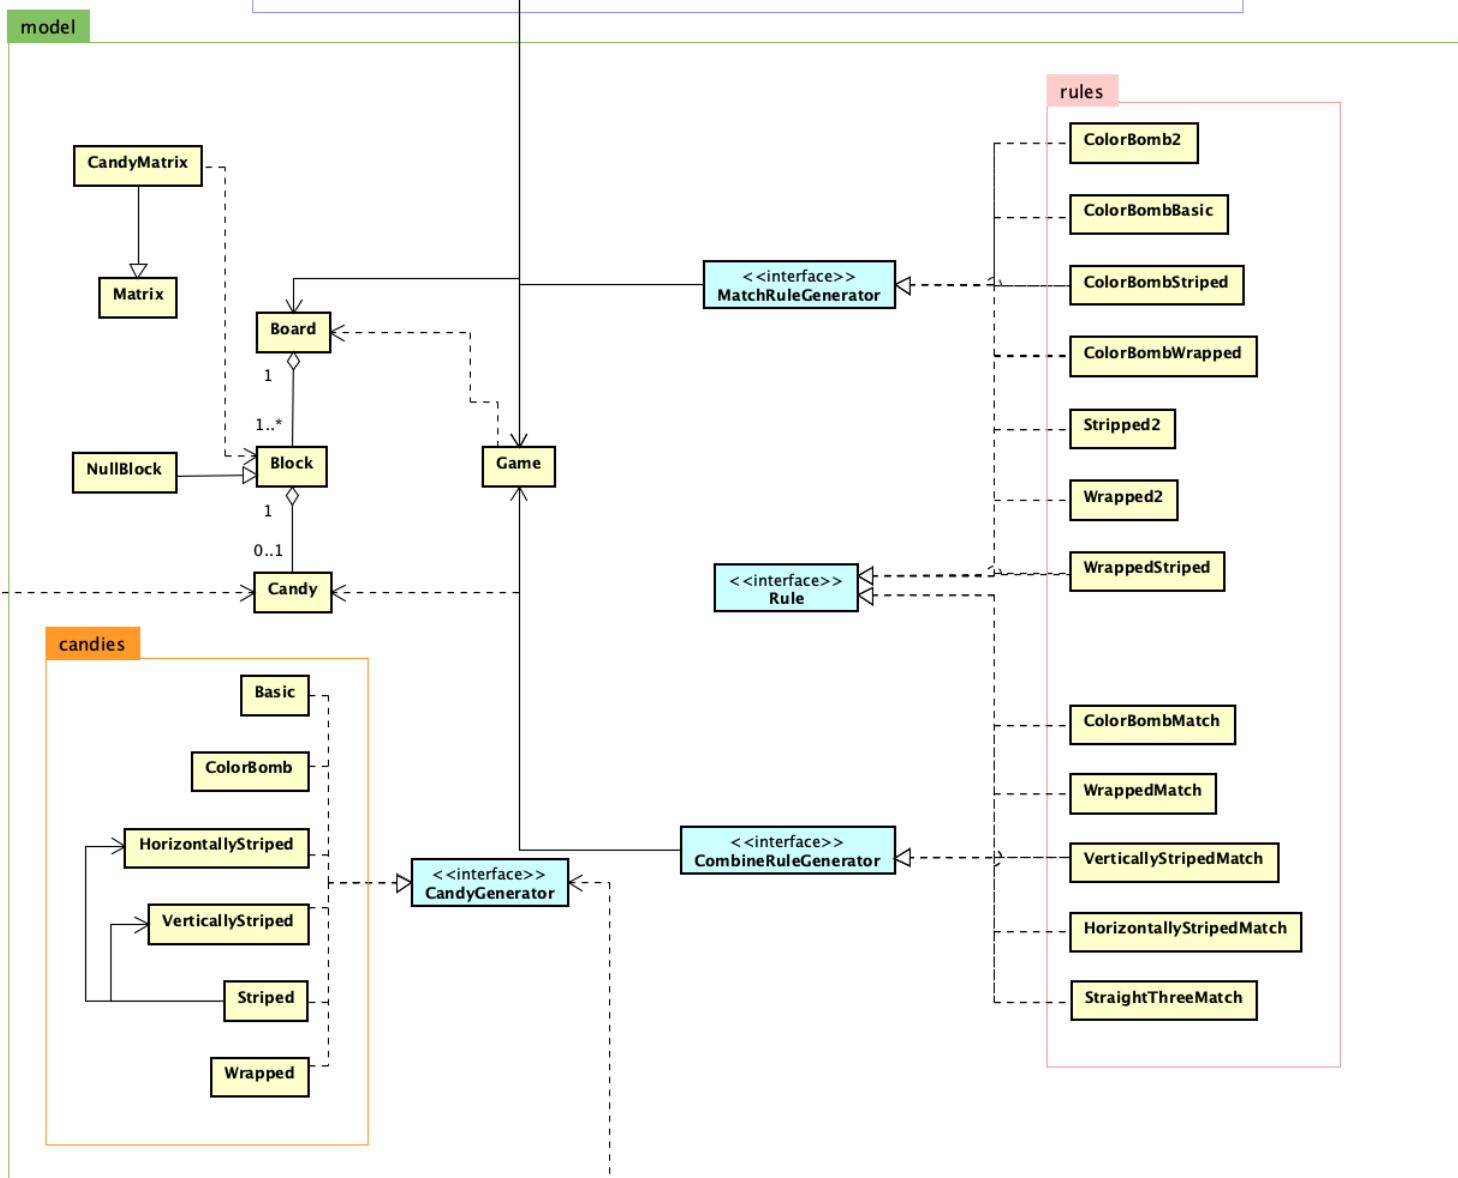 model
rules
CandyMatrix
Matrix
Board
1
1..*
NullBlock
Block
1
0..1
Candy
Game
<<interface>>
MatchRuleGenerator
<<interface>>
Rule
<<interface>>
CombineRuleGenerator
<<interface>>
CandyGenerator
candies
Basic
ColorBomb
HorizontallyStriped
VerticallyStriped
Striped
Wrapped
ColorBomb2
ColorBombBasic
ColorBombStriped
ColorBombWrapped
Stripped2
Wrapped2
WrappedStriped
ColorBombMatch
WrappedMatch
VerticallyStripedMatch
HorizontallyStripedMatch
StraightThreeMatch